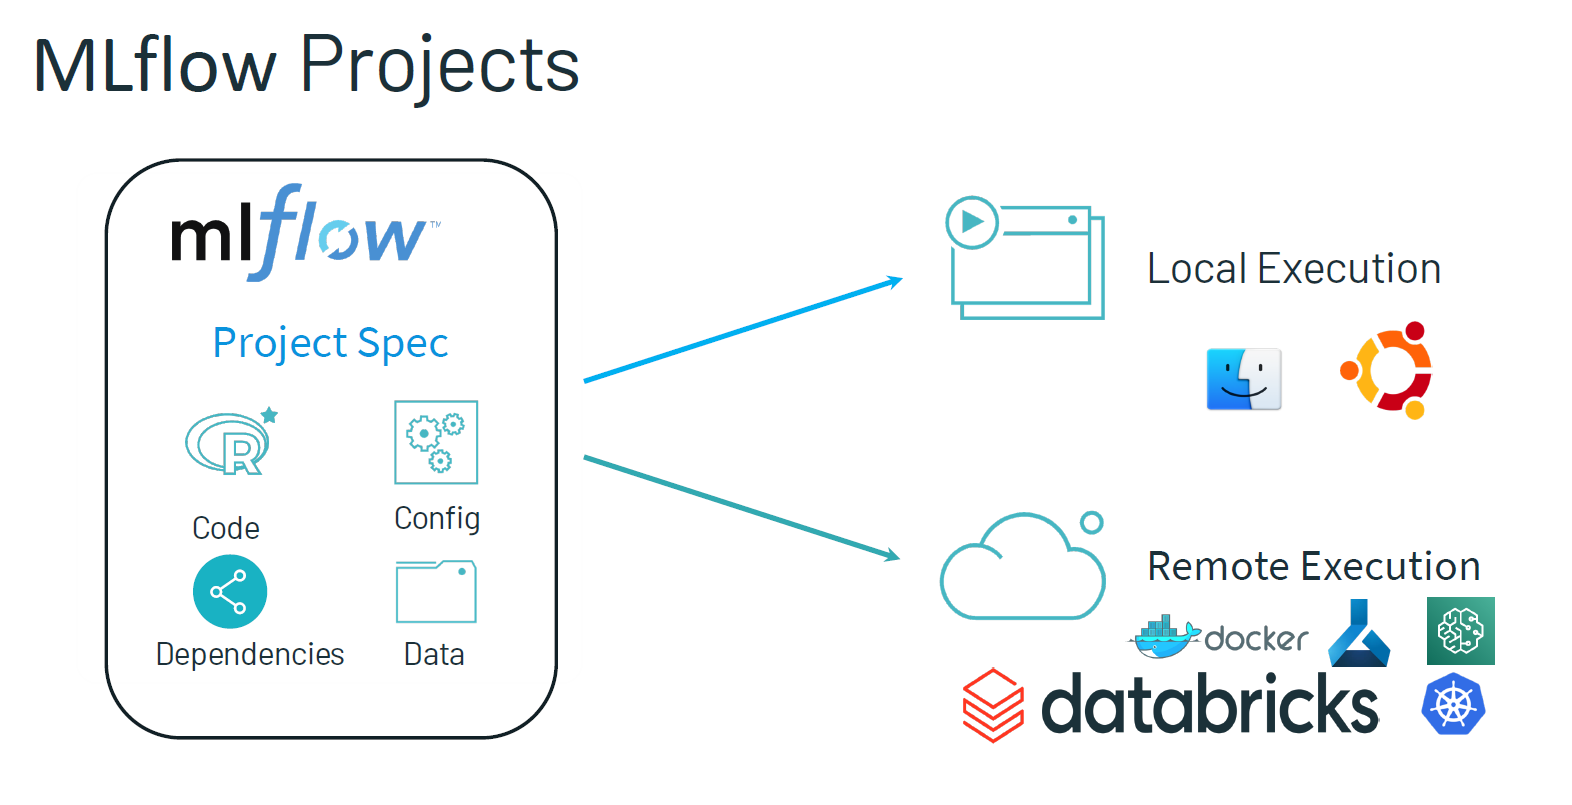 MLflow Projects
mlflow™
Project Spec
R
Code
Config
Dependencies
Data
Local Execution
Remote Execution
docker
databricks